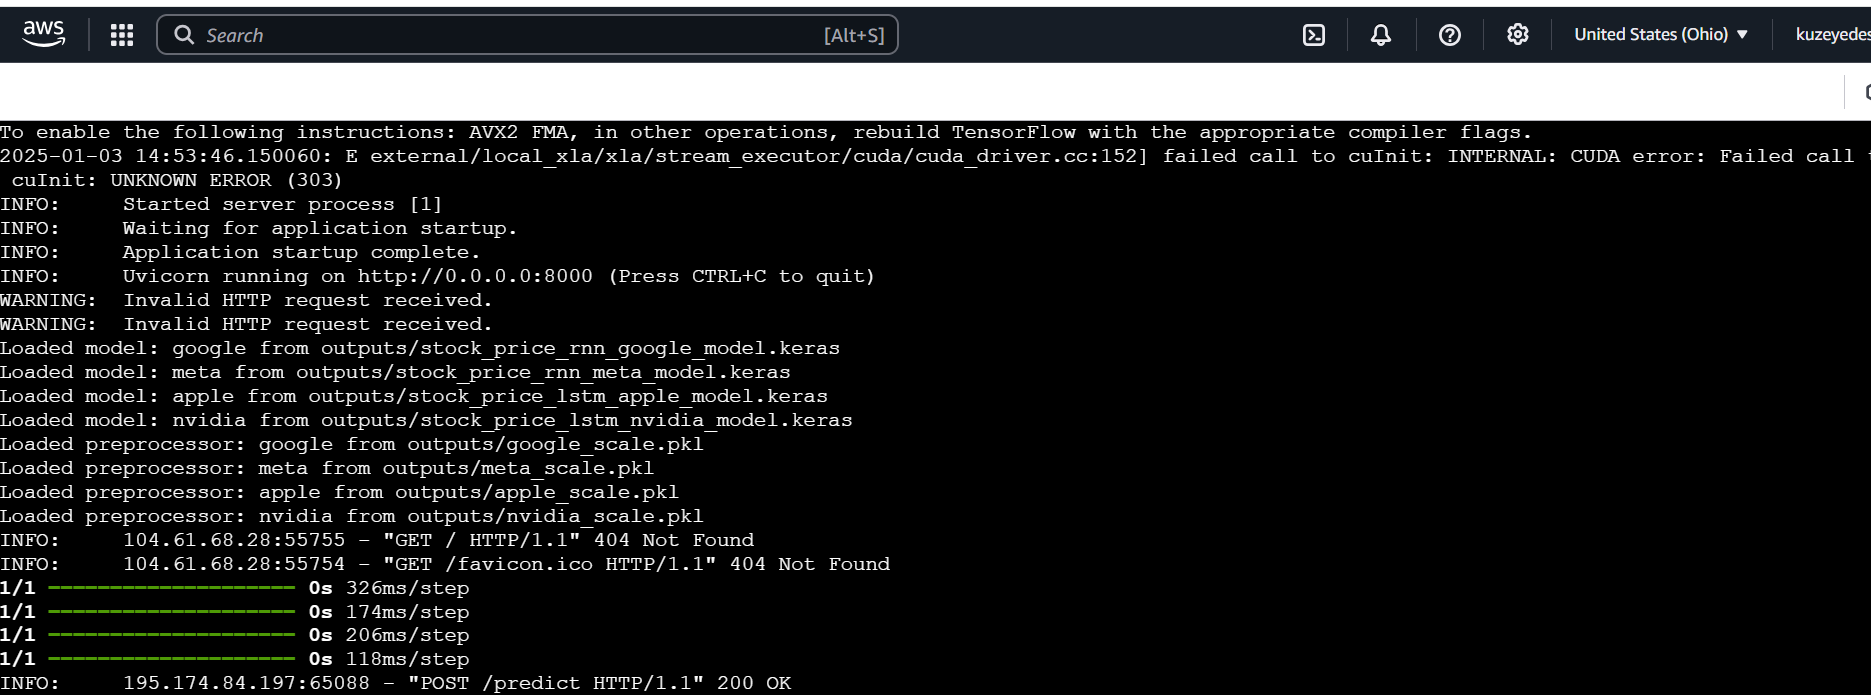 aws
Search [Alt+S]
United States (Ohio) ▼
kuzeyedes
To enable the following instructions: AVX2 FMA, in other operations, rebuild TensorFlow with the appropriate compiler flags.
2025-01-03 14:53:46.150060: E external/local_xla/xla/stream_executor/cuda/cuda_driver.cc:152] failed call to cuInit: INTERNAL: CUDA error: Failed call
cuInit: UNKNOWN ERROR (303)
INFO:     Started server process [1]
INFO:     Waiting for application startup.
INFO:     Application startup complete.
INFO:     Uvicorn running on http://0.0.0.0:8000 (Press CTRL+C to quit)
WARNING:  Invalid HTTP request received.
WARNING:  Invalid HTTP request received.
Loaded model: google from outputs/stock_price_rnn_google_model.keras
Loaded model: meta from outputs/stock_price_rnn_meta_model.keras
Loaded model: apple from outputs/stock_price_lstm_apple_model.keras
Loaded model: nvidia from outputs/stock_price_lstm_nvidia_model.keras
Loaded preprocessor: google from outputs/google_scale.pkl
Loaded preprocessor: meta from outputs/meta_scale.pkl
Loaded preprocessor: apple from outputs/apple_scale.pkl
Loaded preprocessor: nvidia from outputs/nvidia_scale.pkl
INFO:     104.61.68.28:55755 - "GET / HTTP/1.1" 404 Not Found
INFO:     104.61.68.28:55754 - "GET /favicon.ico HTTP/1.1" 404 Not Found
1/1 ━━━━━━━━━━━━━━━━━━━━ 0s 326ms/step
1/1 ━━━━━━━━━━━━━━━━━━━━ 0s 174ms/step
1/1 ━━━━━━━━━━━━━━━━━━━━ 0s 206ms/step
1/1 ━━━━━━━━━━━━━━━━━━━━ 0s 118ms/step
INFO:     195.174.84.197:65088 - "POST /predict HTTP/1.1" 200 OK